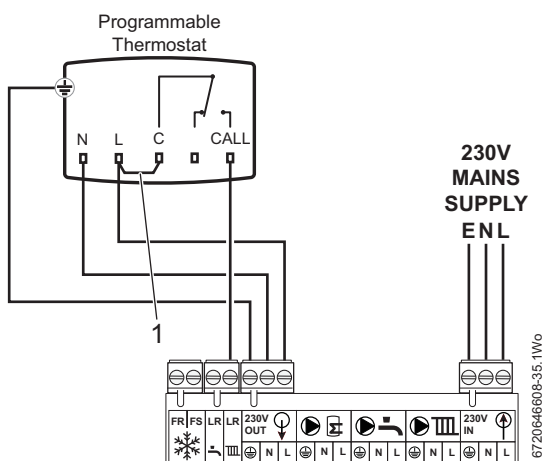 Programmable
Thermostat
N L C CALL
230V
MAINS
SUPPLY
E N L
1
FR FS LR LR 230V OUT 230V IN
N L N L N L N L N L
6720646608-35.1Wo